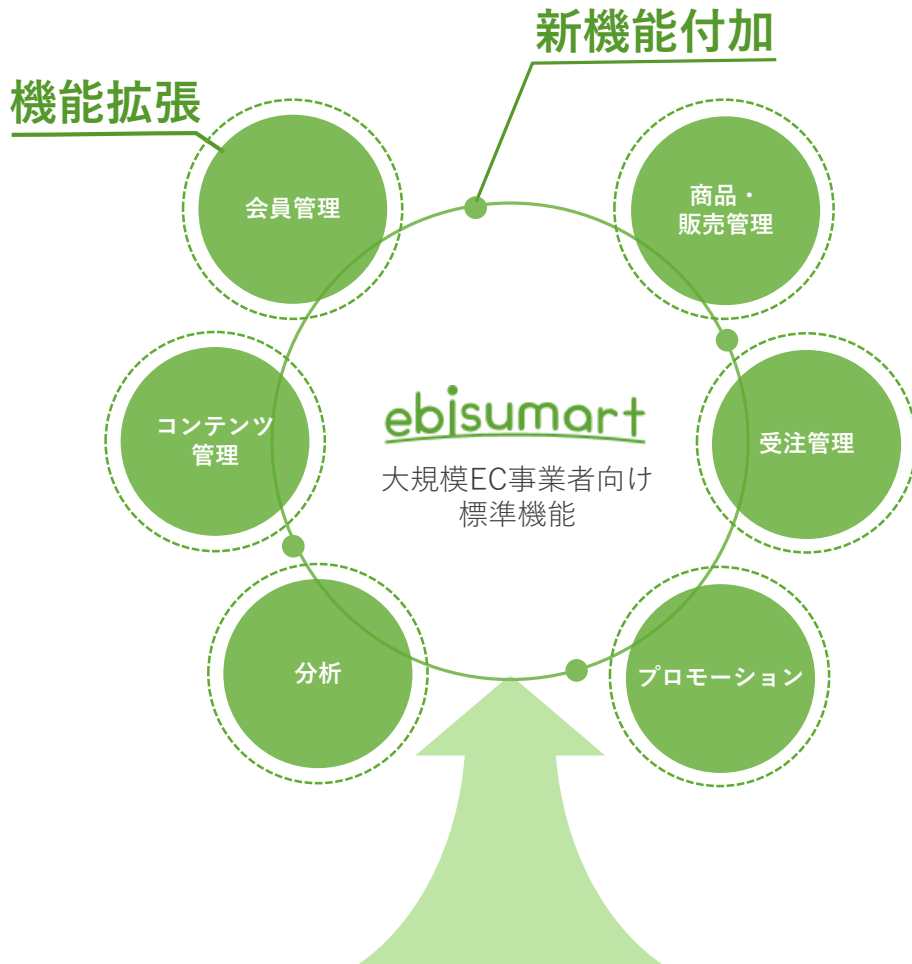 新機能付加
機能拡張
会員管理
商品・
販売管理
コンテンツ
管理
ebisumart
大規模EC事業者向け
標準機能
受注管理
分析
プロモーション